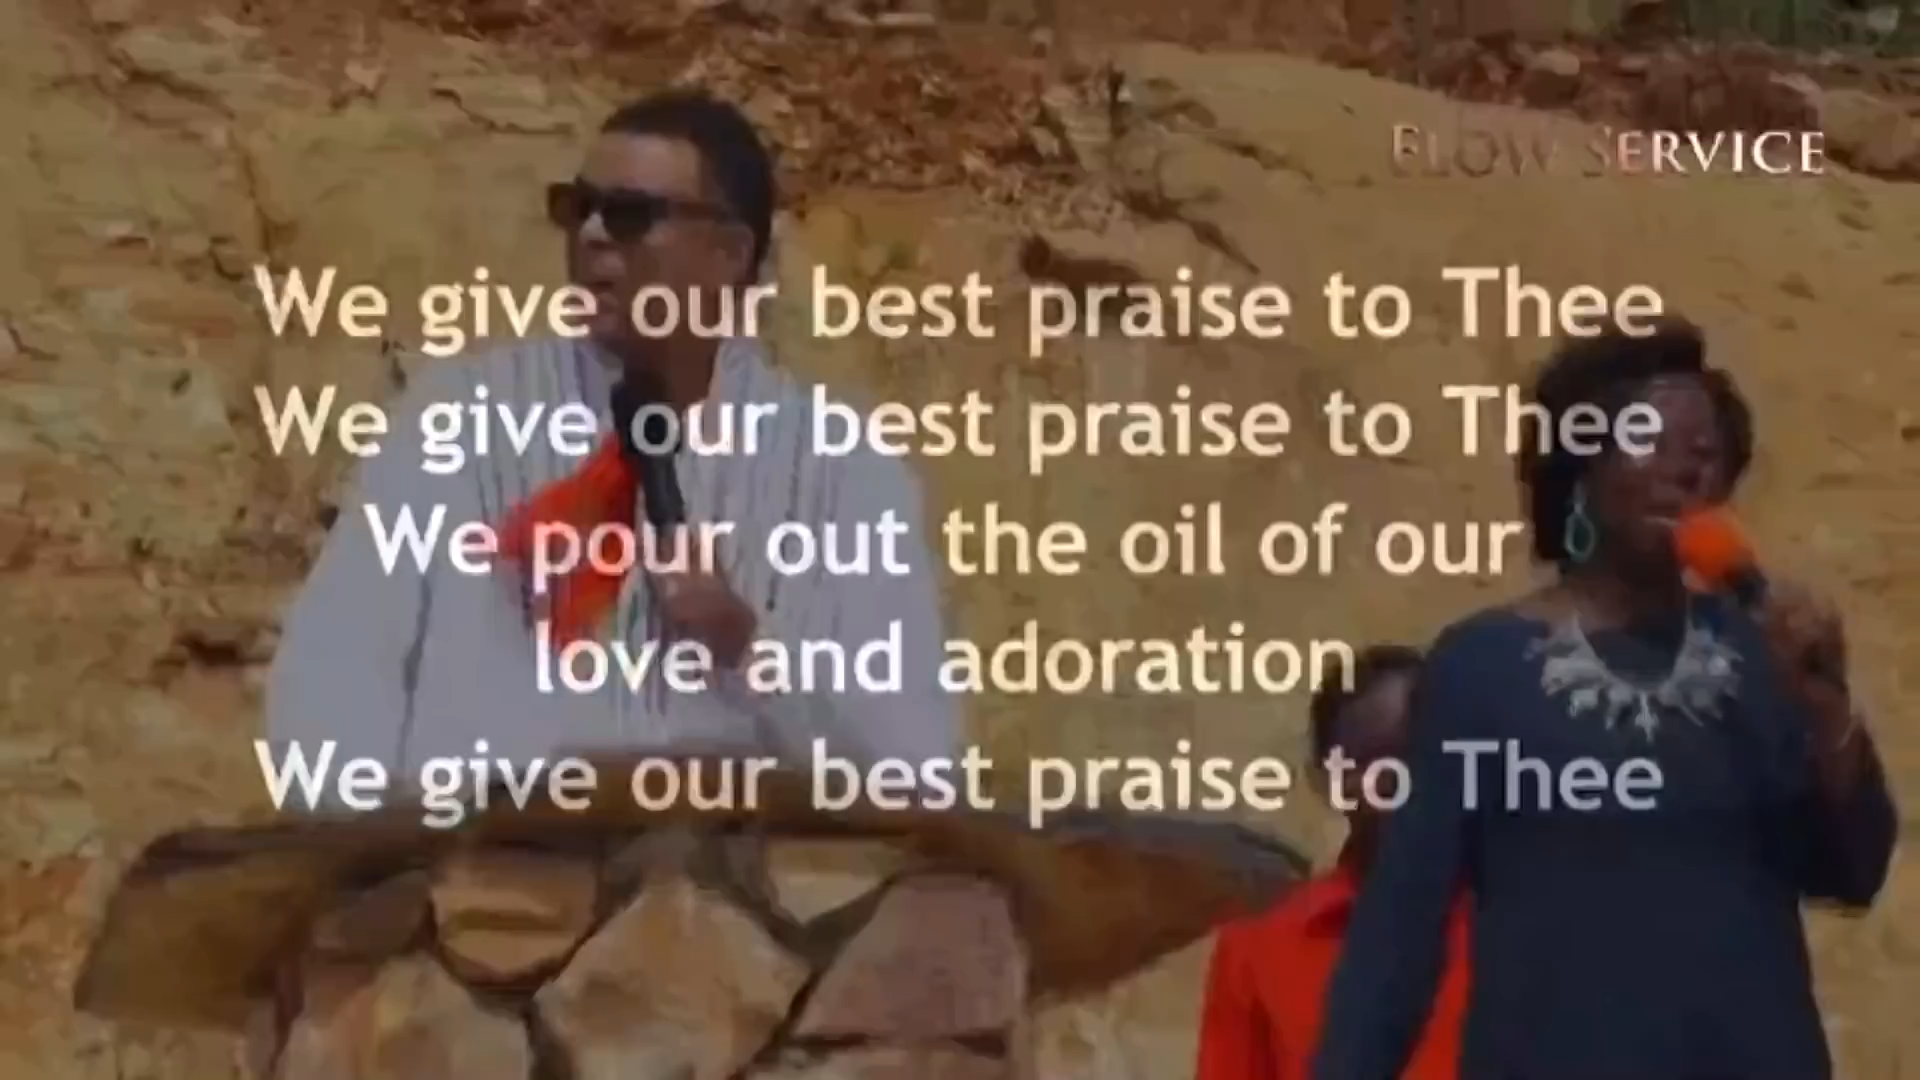 FLOW SERVICE
We give our best praise to Thee
We give our best praise to Thee
We pour out the oil of our
love and adoration
We give our best praise to Thee